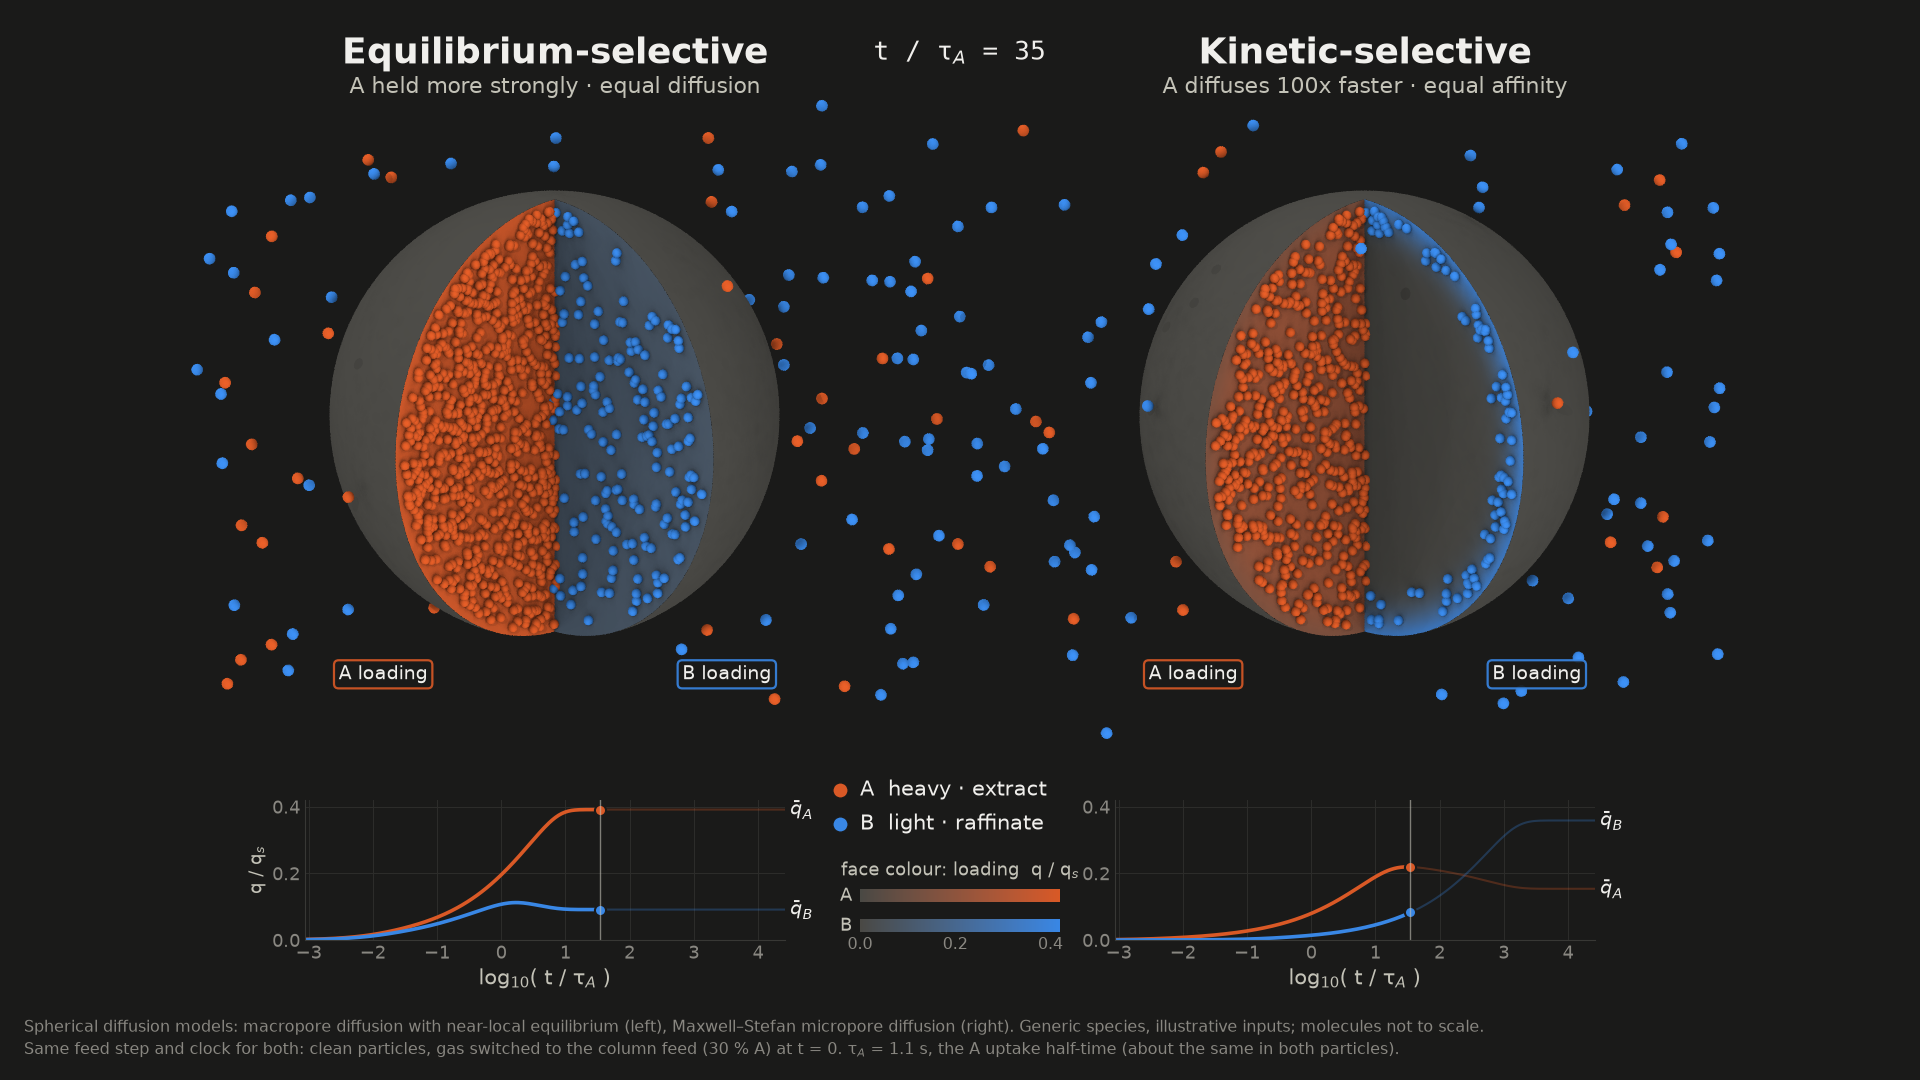 Equilibrium-selective
A held more strongly · equal diffusion
t / τA = 35
Kinetic-selective
A diffuses 100x faster · equal affinity
A loading
B loading
A loading
B loading
q / qs
0.4
0.2
0.0
−3 −2 −1 0 1 2 3 4
log10( t / τA )
q̄A
q̄B
A heavy · extract
B light · raffinate
face colour: loading q / qs
A
B
0.0 0.2 0.4
0.4
0.2
0.0
−3 −2 −1 0 1 2 3 4
log10( t / τA )
q̄B
q̄A
Spherical diffusion models: macropore diffusion with near-local equilibrium (left), Maxwell–Stefan micropore diffusion (right). Generic species, illustrative inputs; molecules not to scale.
Same feed step and clock for both: clean particles, gas switched to the column feed (30 % A) at t = 0. τA = 1.1 s, the A uptake half-time (about the same in both particles).